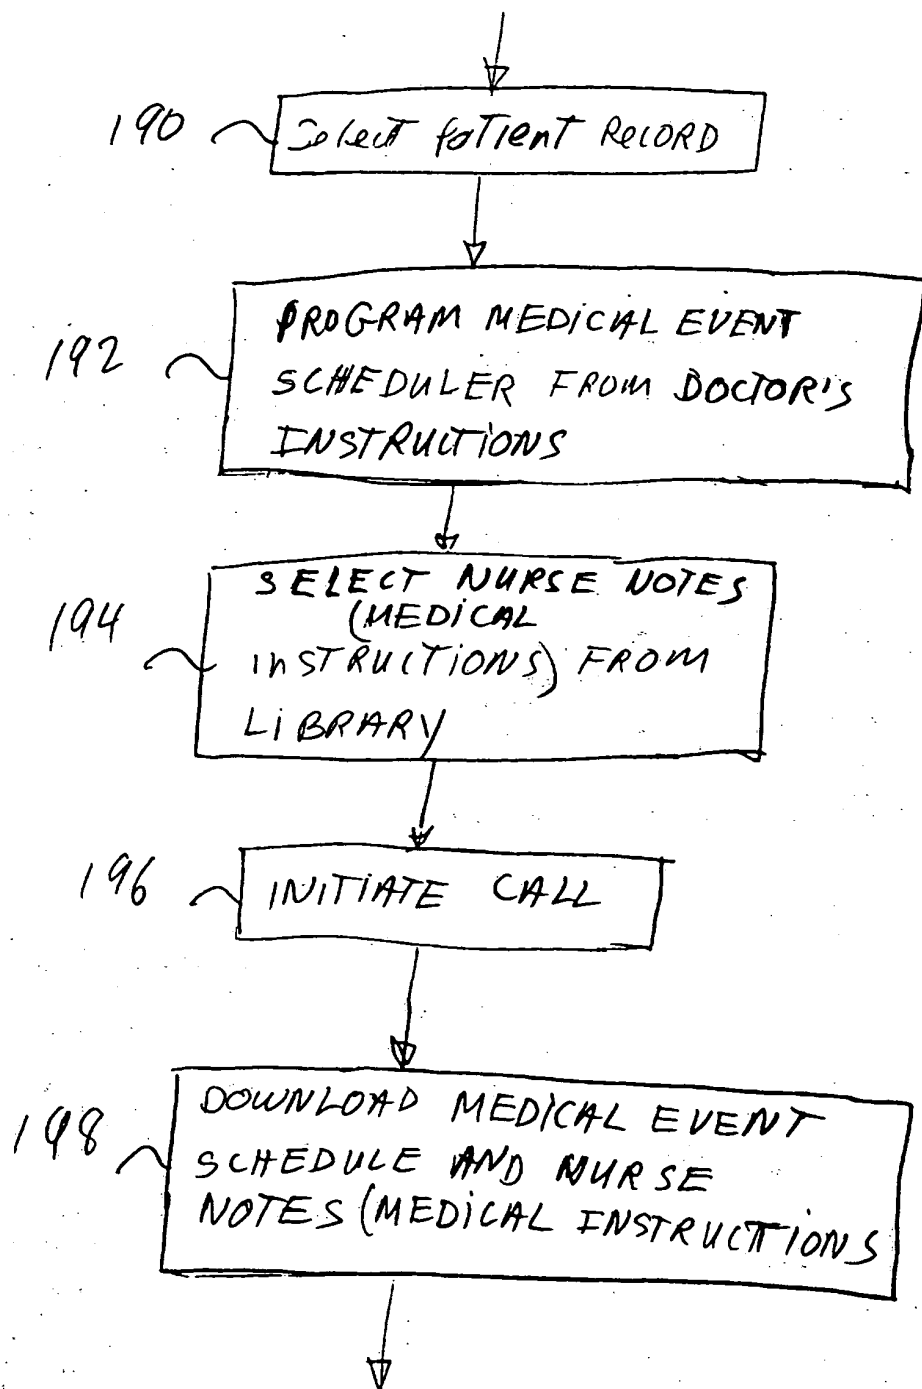 190 Select Patient RECORD
PROGRAM MEDICAL EVENT
192 SCHEDULER FROM DOCTOR'S
INSTRUCTIONS
SELECT NURSE NOTES
194 (MEDICAL
INSTRUCTIONS) FROM
LIBRARY
196 INITIATE CALL
DOWNLOAD MEDICAL EVENT
198 SCHEDULE AND NURSE
NOTES (MEDICAL INSTRUCTIONS